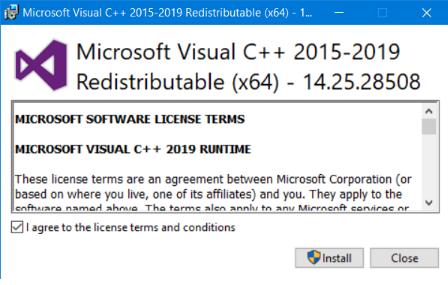 Microsoft Visual C++ 2015-2019 Redistributable (x64) - 1...
Microsoft Visual C++ 2015-2019
Redistributable (x64) - 14.25.28508
MICROSOFT SOFTWARE LICENSE TERMS
MICROSOFT VISUAL C++ 2019 RUNTIME
These license terms are an agreement between Microsoft Corporation (or
based on where you live, one of its affiliates) and you. They apply to the
software named above. The terms also apply to any Microsoft services or
I agree to the license terms and conditions
Install
Close